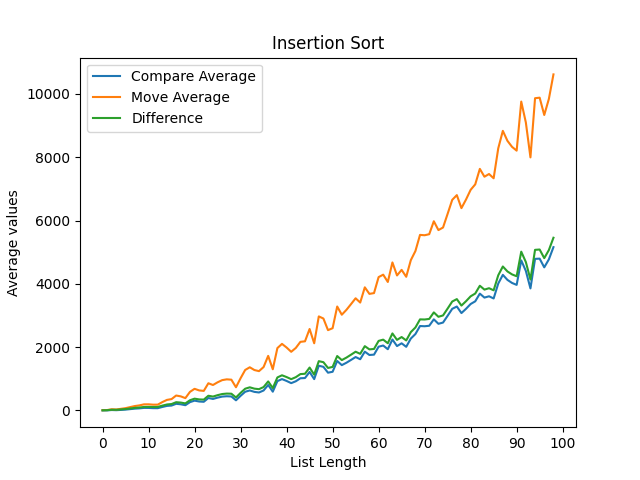 Insertion Sort
Compare Average
Move Average
Difference
Average values
10000
8000
6000
4000
2000
0
0 10 20 30 40 50 60 70 80 90 100
List Length